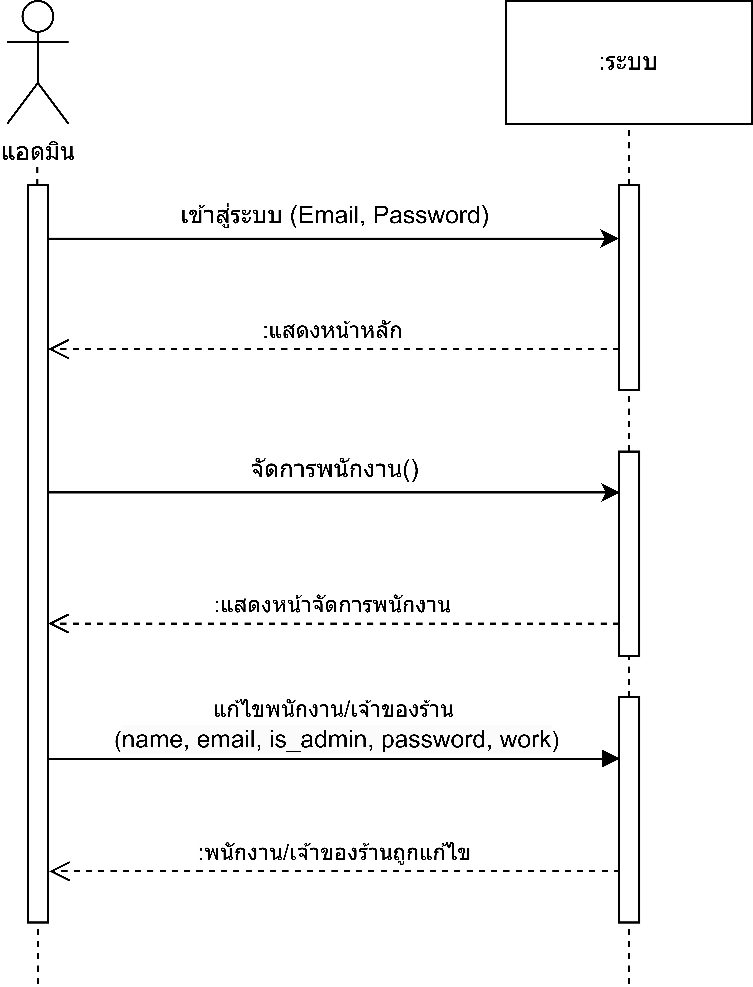 :ระบบ
แอดมิน
เข้าสู่ระบบ (Email, Password)
:แสดงหน้าหลัก
จัดการพนักงาน()
:แสดงหน้าจัดการพนักงาน
แก้ไขพนักงาน/เจ้าของร้าน
(name, email, is_admin, password, work)
:พนักงาน/เจ้าของร้านถูกแก้ไข